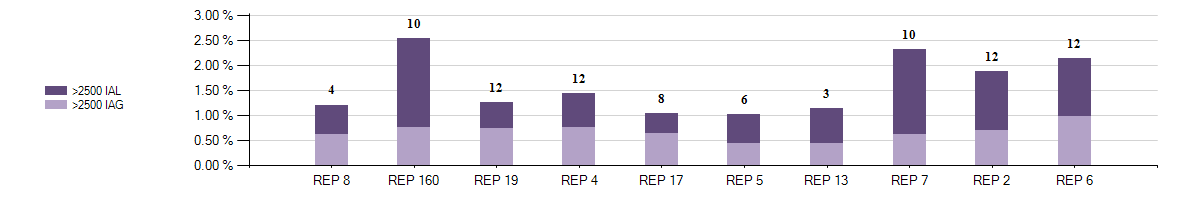 3.00 %
2.50 %
2.00 %
1.50 %
1.00 %
0.50 %
0.00 %
>2500 IAL
>2500 IAG
4
10
12
12
8
6
3
10
12
12
REP 8
REP 160
REP 19
REP 4
REP 17
REP 5
REP 13
REP 7
REP 2
REP 6